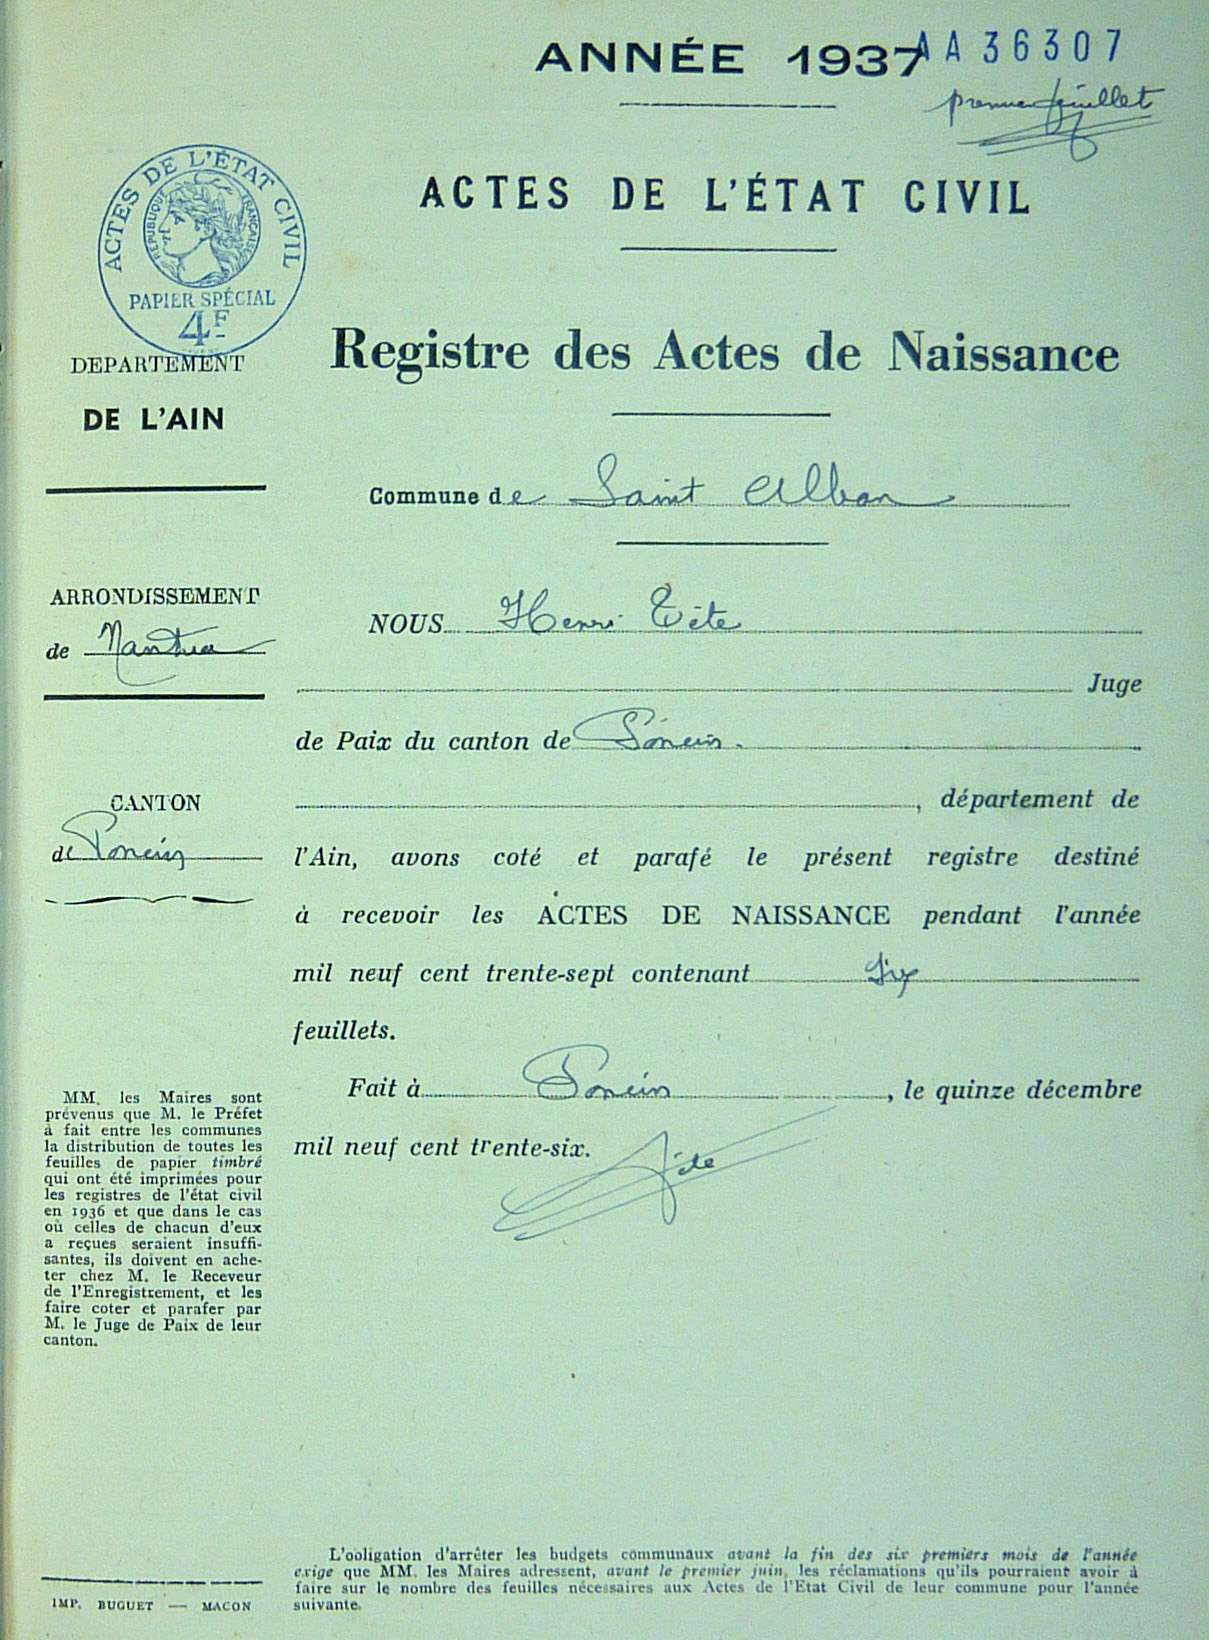 ANNÉE 1937
AA36307
premier feuillet
ACTES DE L'ÉTAT CIVIL
ACTES DE L'ÉTAT CIVIL
RÉPUBLIQUE FRANÇAISE
PAPIER SPÉCIAL
4F
DEPARTEMENT
DE L'AIN
Registre des Actes de Naissance
Commune de Saint Alban
ARRONDISSEMENT
de Nantua
CANTON
de Poncin
NOUS Henri Tête
Juge
de Paix du canton de Poncin.
, département de
l'Ain, avons coté et parafé le présent registre destiné
à recevoir les ACTES DE NAISSANCE pendant l'année
mil neuf cent trente-sept contenant six
feuillets.
Fait à Poncin, le quinze décembre
mil neuf cent trente-six.
Tête
MM. les Maires sont
prévenus que M. le Préfet
à fait entre les communes
la distribution de toutes les
feuilles de papier timbré
qui ont été imprimées pour
les registres de l'état civil
en 1936 et que dans le cas
où celles de chacun d'eux
a reçues seraient insuffi-
santes, ils doivent en ache-
ter chez M. le Receveur
de l'Enregistrement, et les
faire coter et parafer par
M. le Juge de Paix de leur
canton.
IMP. BUGUET — MACON
L'obligation d'arrêter les budgets communaux avant la fin des six premiers mois de l'année
exige que MM. les Maires adressent, avant le premier juin, les réclamations qu'ils pourraient avoir à
faire sur le nombre des feuilles nécessaires aux Actes de l'Etat Civil de leur commune pour l'année
suivante.